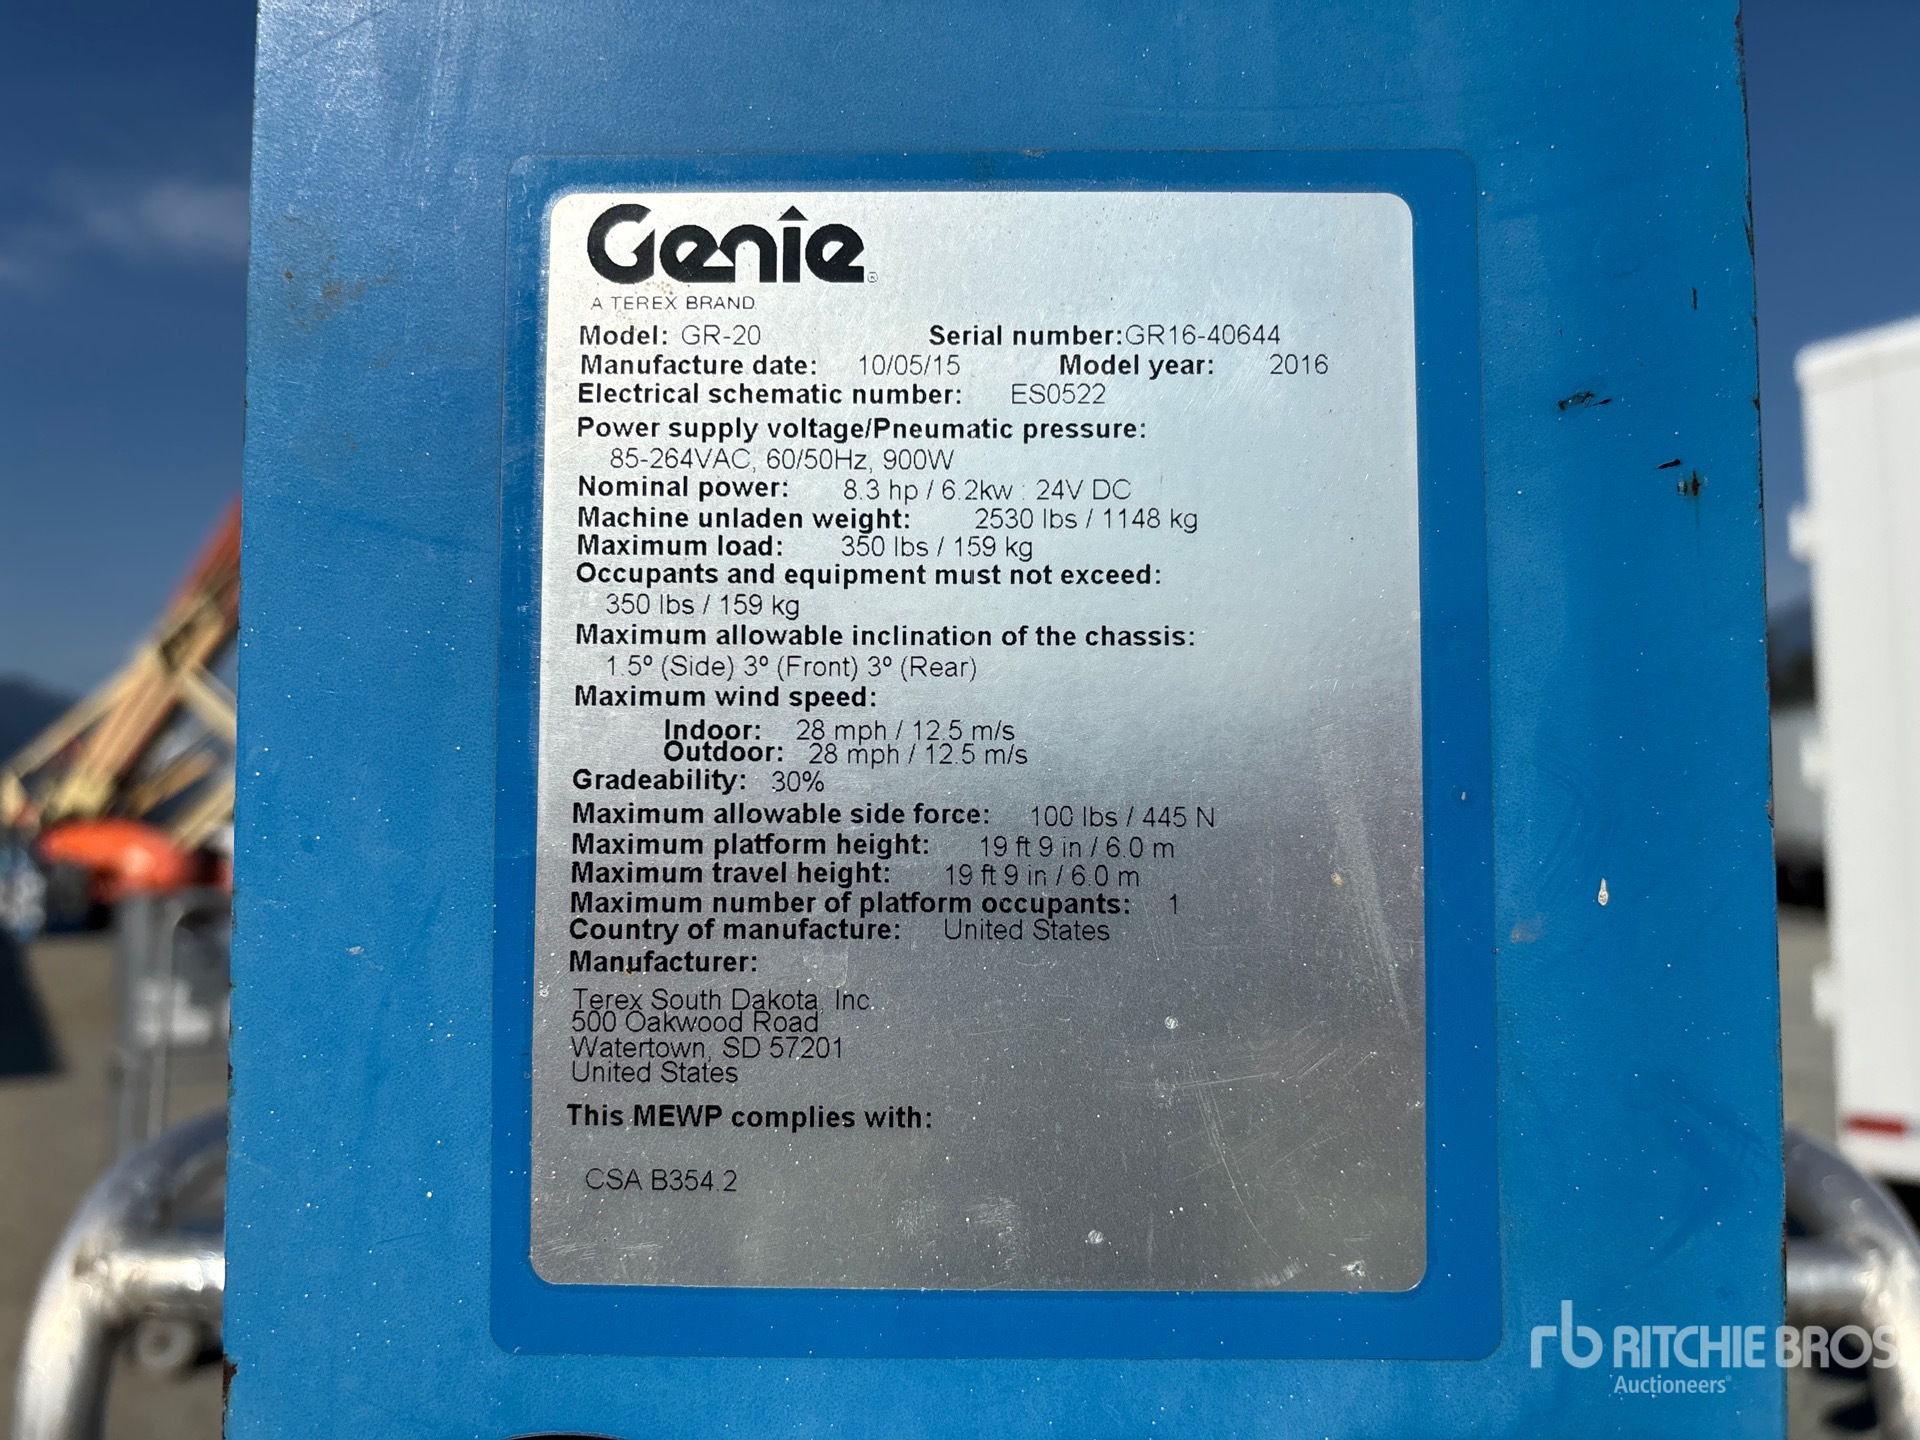 Genie®
A TEREX BRAND
Model: GR-20 Serial number:GR16-40644
Manufacture date: 10/05/15 Model year: 2016
Electrical schematic number: ES0522
Power supply voltage/Pneumatic pressure:
85-264VAC, 60/50Hz, 900W
Nominal power: 8.3 hp / 6.2kw : 24V DC
Machine unladen weight: 2530 lbs / 1148 kg
Maximum load: 350 lbs / 159 kg
Occupants and equipment must not exceed:
350 lbs / 159 kg
Maximum allowable inclination of the chassis:
1.5º (Side) 3º (Front) 3º (Rear)
Maximum wind speed:
Indoor: 28 mph / 12.5 m/s
Outdoor: 28 mph / 12.5 m/s
Gradeability: 30%
Maximum allowable side force: 100 lbs / 445 N
Maximum platform height: 19 ft 9 in / 6.0 m
Maximum travel height: 19 ft 9 in / 6.0 m
Maximum number of platform occupants: 1
Country of manufacture: United States
Manufacturer:
Terex South Dakota, Inc.
500 Oakwood Road
Watertown, SD 57201
United States
This MEWP complies with:
CSA B354.2
rb RITCHIE BROS
Auctioneers®